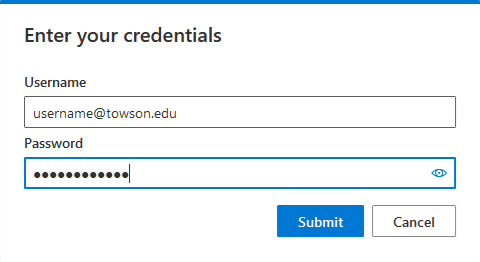 Enter your credentials
Username
username@towson.edu
Password
●●●●●●●●●●●●
Submit Cancel